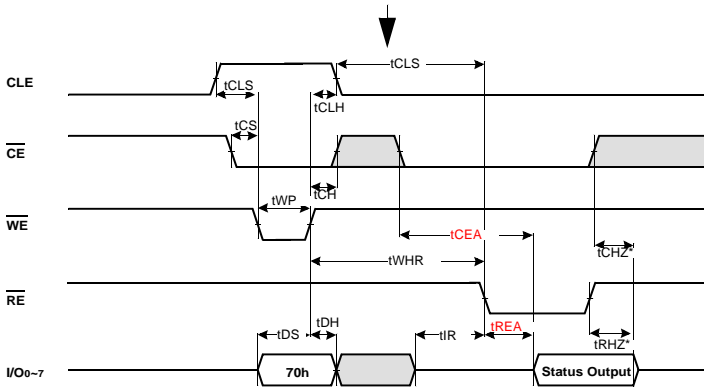 tCLS
CLE
tCLS
tCLH
tCS
CE
tCH
tWP
WE
tCEA
tCHZ*
tWHR
RE
tDS
tDH
tIR
tREA
tRHZ*
I/O0~7
70h
Status Output